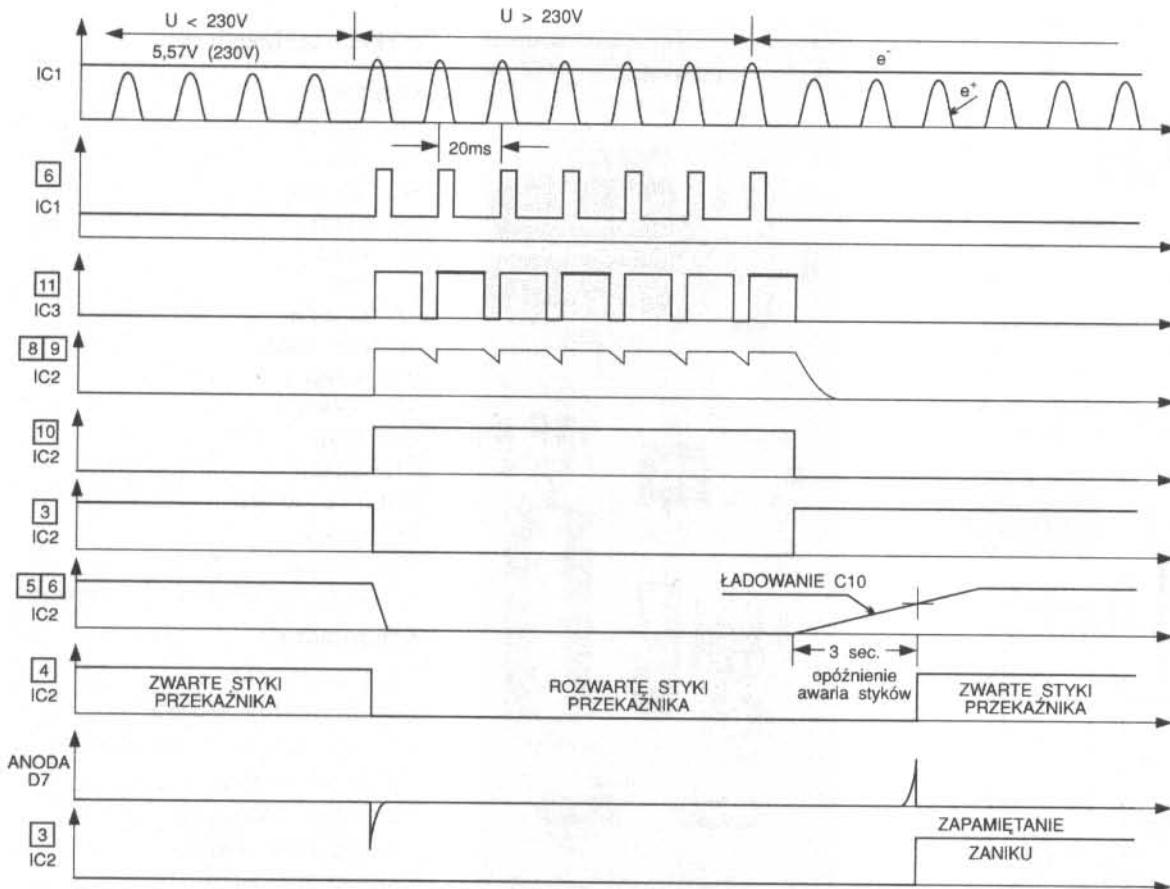 U < 230V
U > 230V
5,57V (230V)
IC1
e-
e+
20ms
6
IC1
11
IC3
8 9
IC2
10
IC2
3
IC2
5 6
IC2
ŁADOWANIE C10
3 sec.
opóźnienie
awaria styków
4
IC2
ZWARTE STYKI
PRZEKAŹNIKA
ROZWARTE STYKI
PRZEKAŹNIKA
ZWARTE STYKI
PRZEKAŹNIKA
ANODA
D7
3
IC2
ZAPAMIĘTANIE
ZANIKU